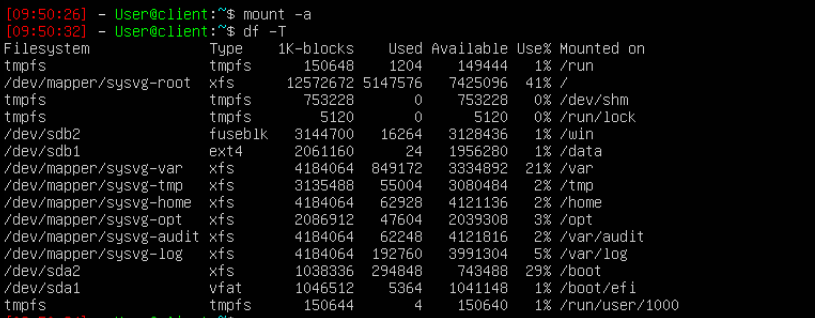 [09:50:26] - User@client:~$ mount -a
[09:50:32] - User@client:~$ df -T
Filesystem Type 1K-blocks Used Available Use% Mounted on
tmpfs tmpfs 150648 1204 149444 1% /run
/dev/mapper/sysvg-root xfs 12572672 5147576 7425096 41% /
tmpfs tmpfs 753228 0 753228 0% /dev/shm
tmpfs tmpfs 5120 0 5120 0% /run/lock
/dev/sdb2 fuseblk 3144700 16264 3128436 1% /win
/dev/sdb1 ext4 2061160 24 1956280 1% /data
/dev/mapper/sysvg-var xfs 4184064 849172 3334892 21% /var
/dev/mapper/sysvg-tmp xfs 3135488 55004 3080484 2% /tmp
/dev/mapper/sysvg-home xfs 4184064 62928 4121136 2% /home
/dev/mapper/sysvg-opt xfs 2086912 47604 2039308 3% /opt
/dev/mapper/sysvg-audit xfs 4184064 62248 4121816 2% /var/audit
/dev/mapper/sysvg-log xfs 4184064 192760 3991304 5% /var/log
/dev/sda2 xfs 1038336 294848 743488 29% /boot
/dev/sda1 vfat 1046512 5364 1041148 1% /boot/efi
tmpfs tmpfs 150644 4 150640 1% /run/user/1000